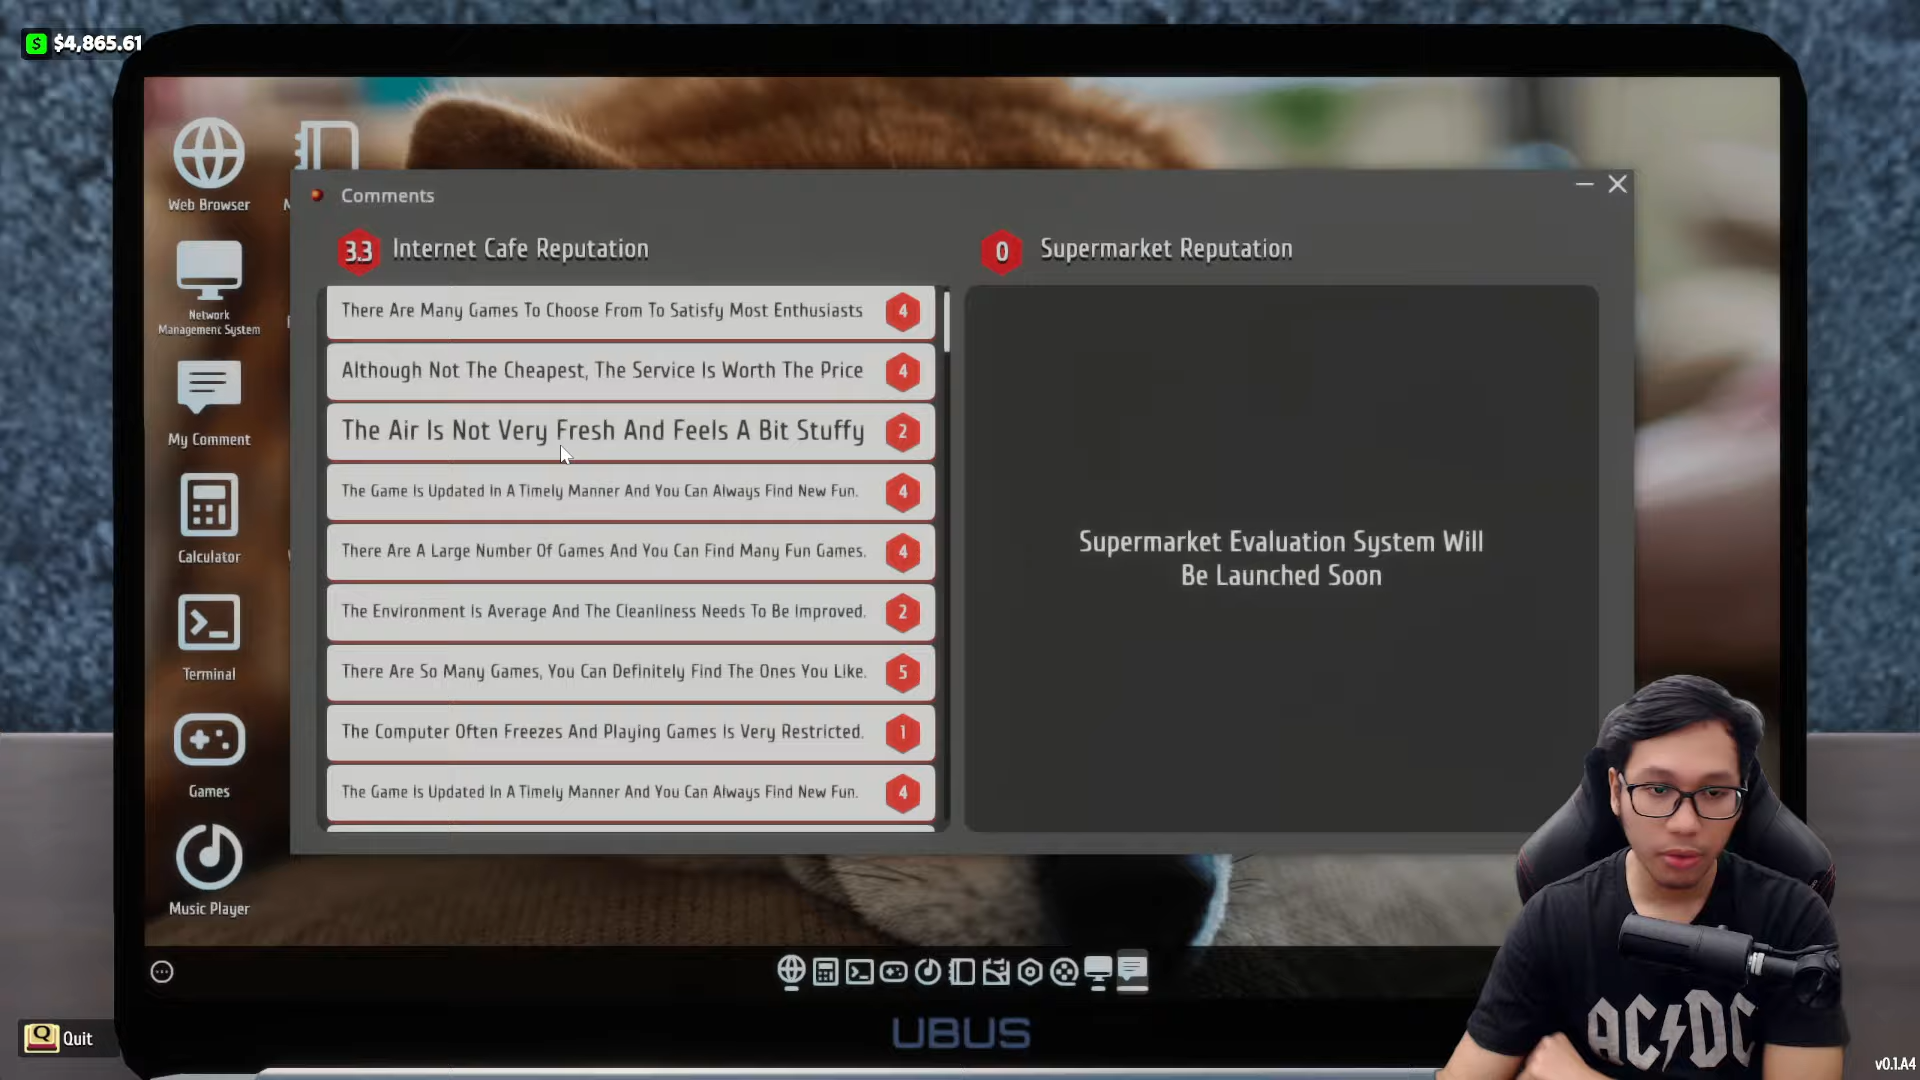 $ $4,865.61
Web Browser
Network
Management System
My Comment
Calculator
Terminal
Games
Music Player
Comments
3.3 Internet Cafe Reputation
There Are Many Games To Choose From To Satisfy Most Enthusiasts 4
Although Not The Cheapest, The Service Is Worth The Price 4
The Air Is Not Very Fresh And Feels A Bit Stuffy 2
The Game Is Updated In A Timely Manner And You Can Always Find New Fun. 4
There Are A Large Number Of Games And You Can Find Many Fun Games. 4
The Environment Is Average And The Cleanliness Needs To Be Improved. 2
There Are So Many Games, You Can Definitely Find The Ones You Like. 5
The Computer Often Freezes And Playing Games Is Very Restricted. 1
The Game Is Updated In A Timely Manner And You Can Always Find New Fun. 4
0 Supermarket Reputation
Supermarket Evaluation System Will
Be Launched Soon
UBUS
Q Quit
AC DC
v0.1.A4